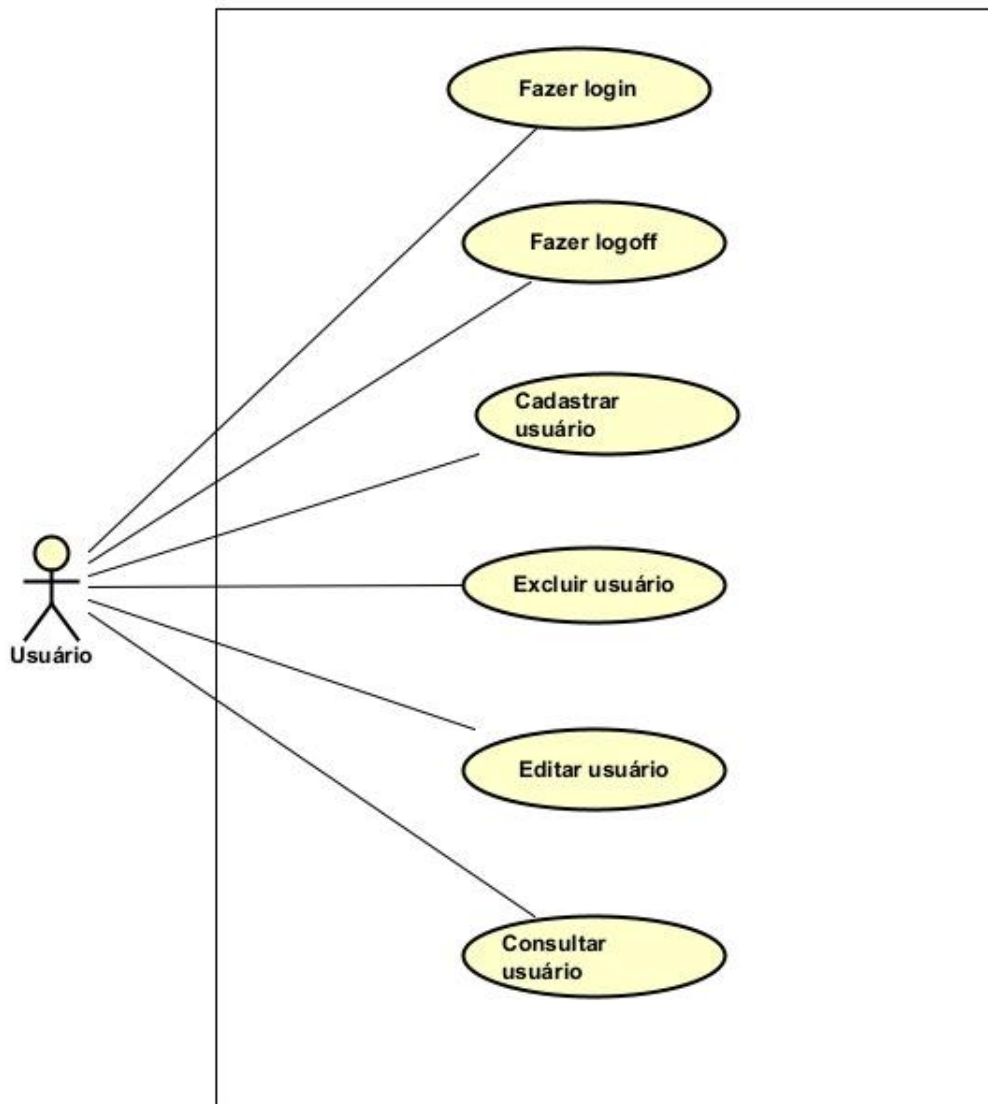 Fazer login
Fazer logoff
Cadastrar
usuário
Excluir usuário
Usuário
Editar usuário
Consultar
usuário